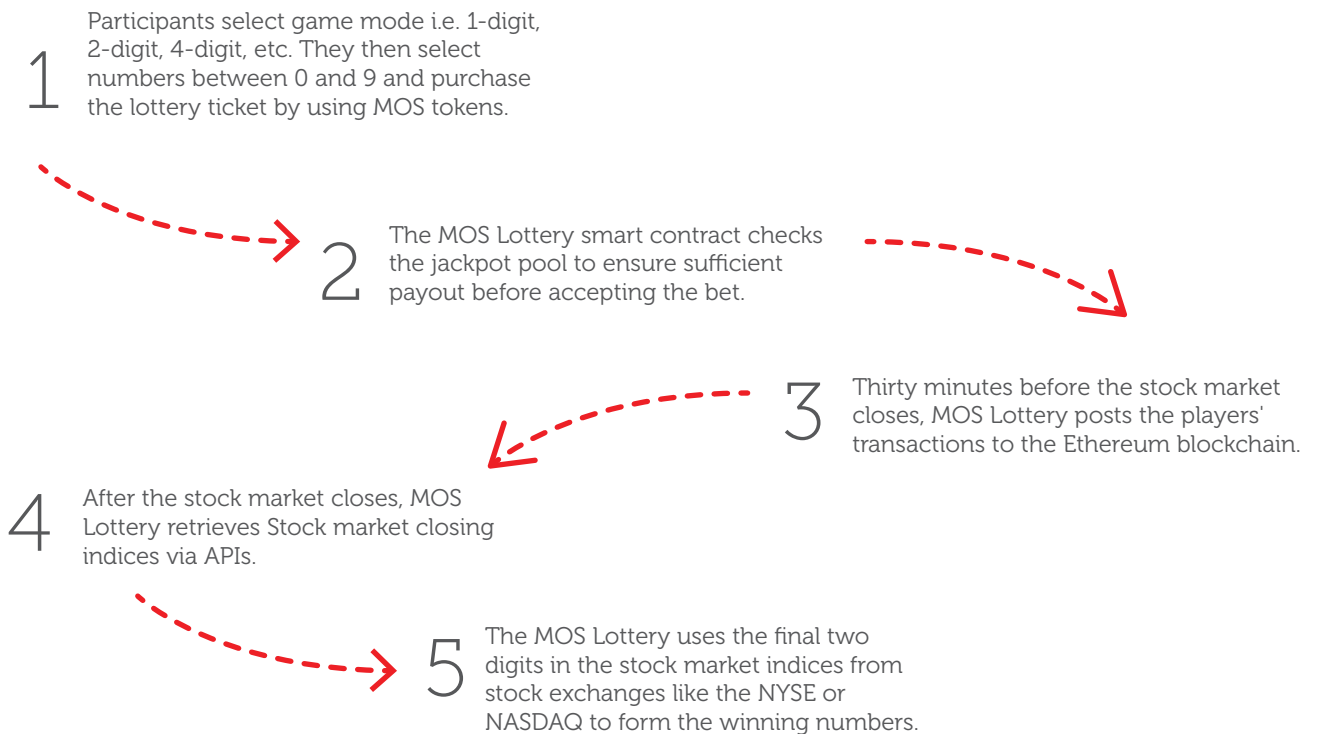 1
Participants select game mode i.e. 1-digit,
2-digit, 4-digit, etc. They then select
numbers between 0 and 9 and purchase
the lottery ticket by using MOS tokens.
2
The MOS Lottery smart contract checks
the jackpot pool to ensure sufficient
payout before accepting the bet.
3
Thirty minutes before the stock market
closes, MOS Lottery posts the players'
transactions to the Ethereum blockchain.
4
After the stock market closes, MOS
Lottery retrieves Stock market closing
indices via APIs.
5
The MOS Lottery uses the final two
digits in the stock market indices from
stock exchanges like the NYSE or
NASDAQ to form the winning numbers.